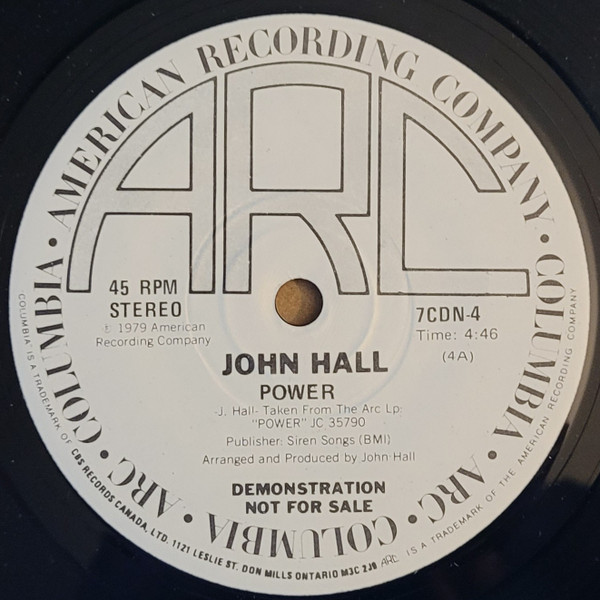 • AMERICAN RECORDING COMPANY •
ARC
COLUMBIA • ARC • COLUMBIA • ARC • COLUMBIA
45 RPM
STEREO
℗ 1979 American
Recording Company
7CDN-4
Time: 4:46
(4A)
JOHN HALL
POWER
-J. Hall- Taken From The Arc Lp:
"POWER" JC 35790
Publisher: Siren Songs (BMI)
Arranged and Produced by John Hall
DEMONSTRATION
NOT FOR SALE
"COLUMBIA" IS A TRADEMARK OF CBS RECORDS CANADA, LTD. 1121 LESLIE ST. DON MILLS ONTARIO M3C 2J9 ARC IS A TRADEMARK OF THE AMERICAN RECORDING COMPANY